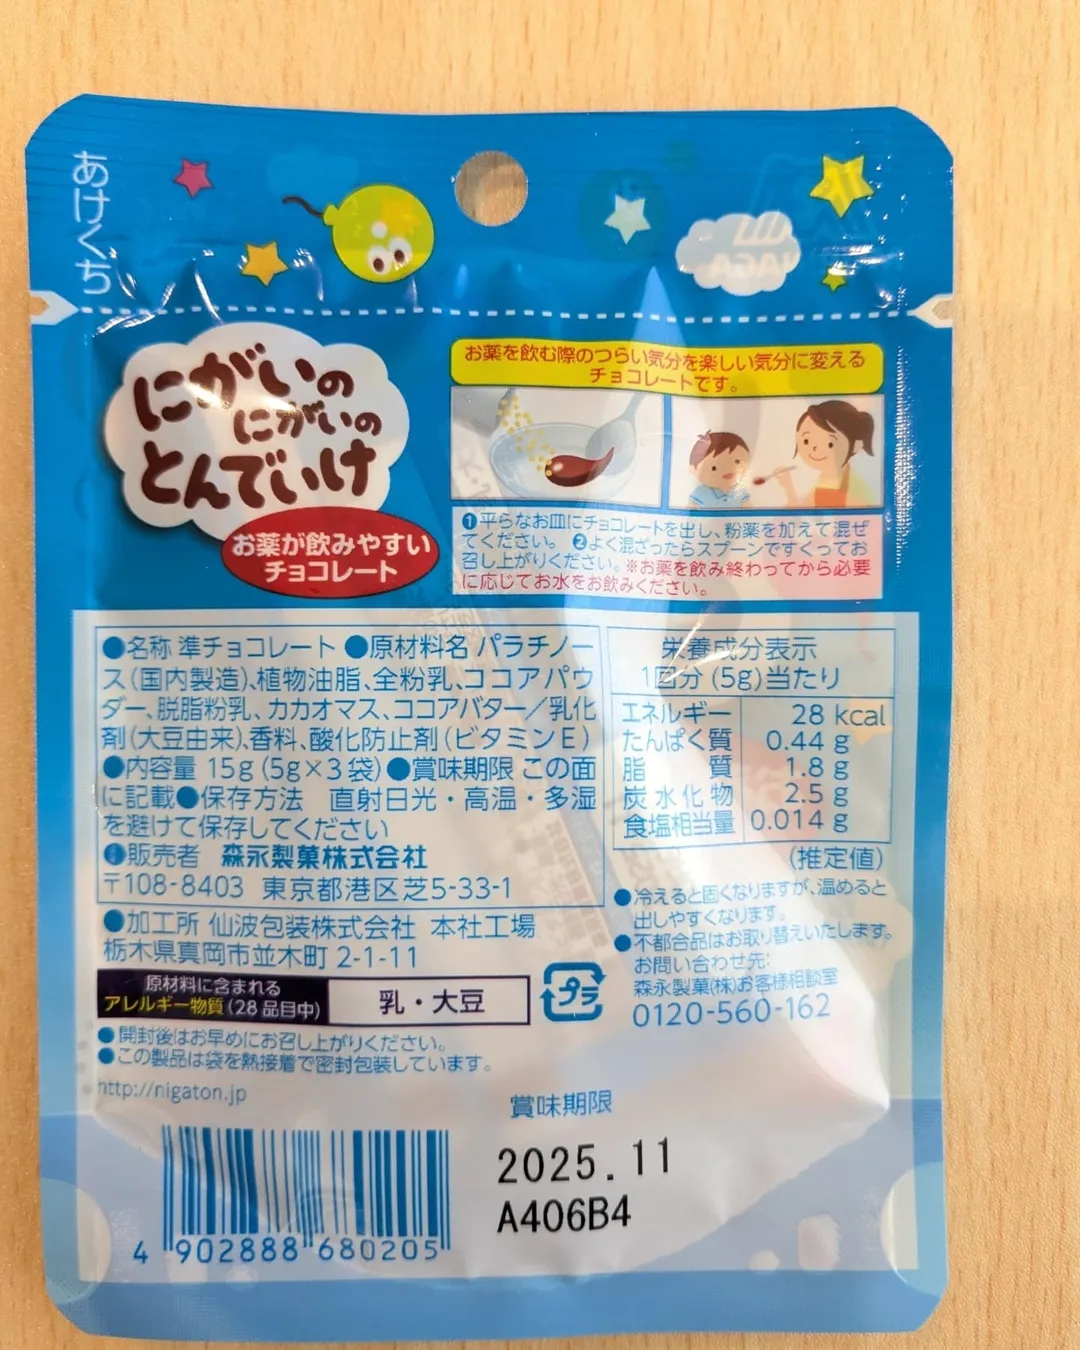 あけくち
にがいの
にがいの
とんでいけ
お薬が飲みやすい
チョコレート
お薬を飲む際のつらい気分を楽しい気分に変える
チョコレートです。
❶平らなお皿にチョコレートを出し、粉薬を加えて混ぜ
てください。 ❷よく混ざったらスプーンですくってお
召し上がりください。※お薬を飲み終わってから必要
に応じてお水をお飲みください。
●名称 準チョコレート ●原材料名 パラチノー
ス(国内製造)、植物油脂、全粉乳、ココアパウ
ダー、脱脂粉乳、カカオマス、ココアバター／乳化
剤(大豆由来)、香料、酸化防止剤(ビタミンE)
●内容量 15g(5g×3袋)●賞味期限 この面
に記載●保存方法 直射日光・高温・多湿
を避けて保存してください
●販売者 森永製菓株式会社
〒108-8403 東京都港区芝5-33-1
●加工所 仙波包装株式会社 本社工場
栃木県真岡市並木町 2-1-11
原材料に含まれる
アレルギー物質(28品目中)
乳・大豆
プラ
●開封後はお早めにお召し上がりください。
●この製品は袋を熱接着で密封包装しています。
http://nigaton.jp
栄養成分表示
1回分 (5g)当たり
エネルギー 28 kcal
たんぱく質 0.44 g
脂質 1.8 g
炭水化物 2.5 g
食塩相当量 0.014 g
(推定値)
●冷えると固くなりますが、温めると
出しやすくなります。
●不都合品はお取り替えいたします。
お問い合わせ先:
森永製菓(株)お客様相談室
0120-560-162
賞味期限
2025.11
A406B4
4 902888 680205